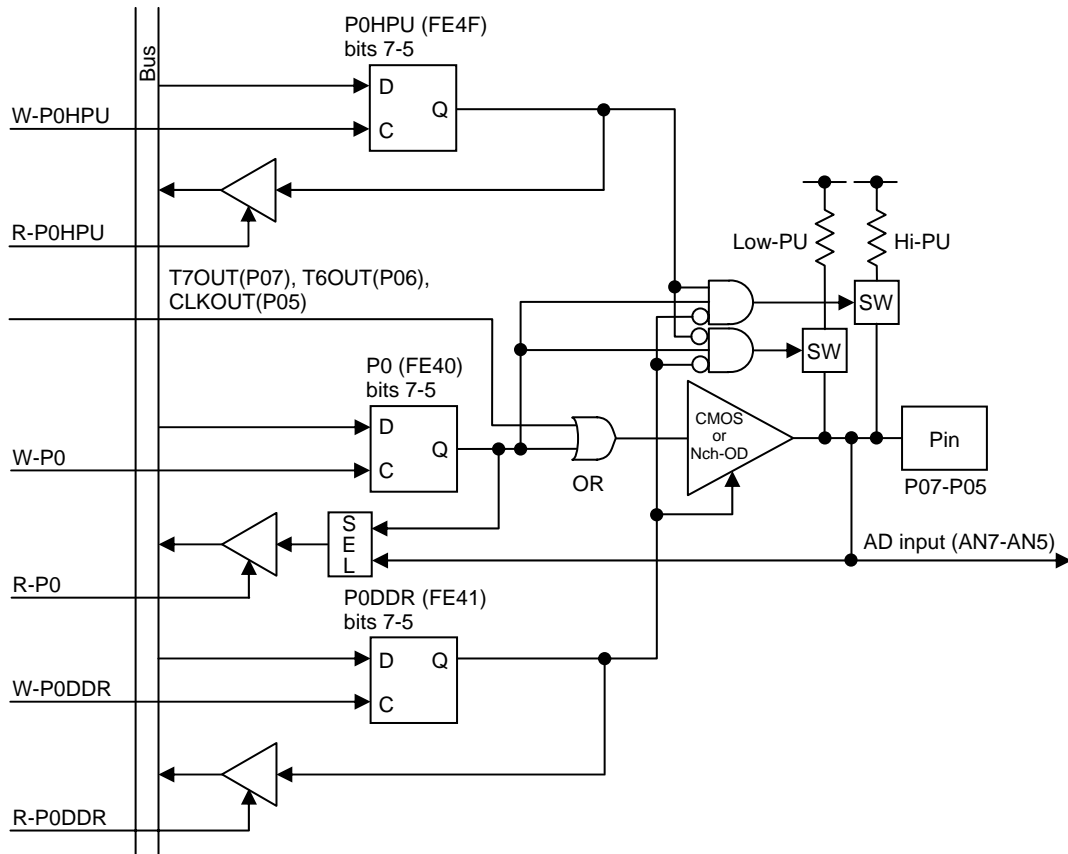 P0HPU (FE4F)
bits 7-5
Bus
D
Q
W-P0HPU
C
R-P0HPU
Low-PU
Hi-PU
T7OUT(P07), T6OUT(P06),
CLKOUT(P05)
SW
SW
P0 (FE40)
bits 7-5
D
Q
W-P0
C
OR
CMOS
or
Nch-OD
Pin
P07-P05
SEL
AD input (AN7-AN5)
R-P0
P0DDR (FE41)
bits 7-5
D
Q
W-P0DDR
C
R-P0DDR